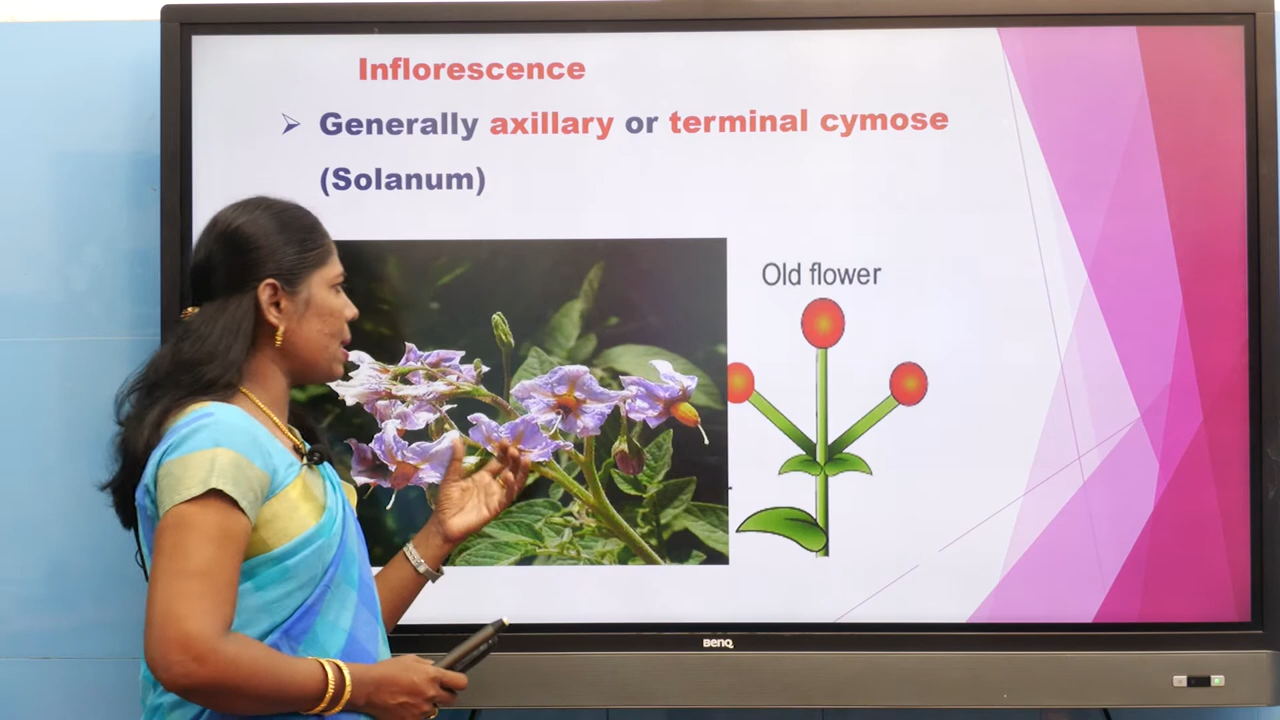 Inflorescence
➢ Generally axillary or terminal cymose
(Solanum)
Old flower
BenQ